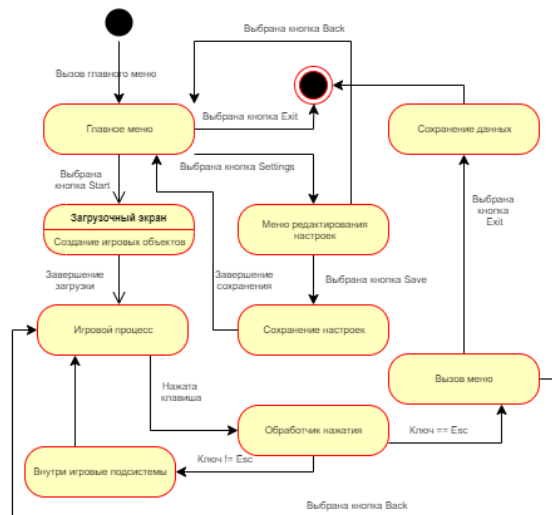 Выбрана кнопка Back
Вызов главного меню
Главное меню
Выбрана кнопка Exit
Сохранение данных
Выбрана
кнопка Start
Выбрана кнопка Settings
Выбрана
кнопка
Exit
Загрузочный экран
Создание игровых объектов
Меню редактирования
настроек
Завершение
загрузки
Завершение
сохранения
Выбрана кнопка Save
Игровой процесс
Сохранение настроек
Вызов меню
Нажата
клавиша
Обработчик нажатия
Ключ == Esc
Ключ != Esc
Внутри игровые подсистемы
Выбрана кнопка Back